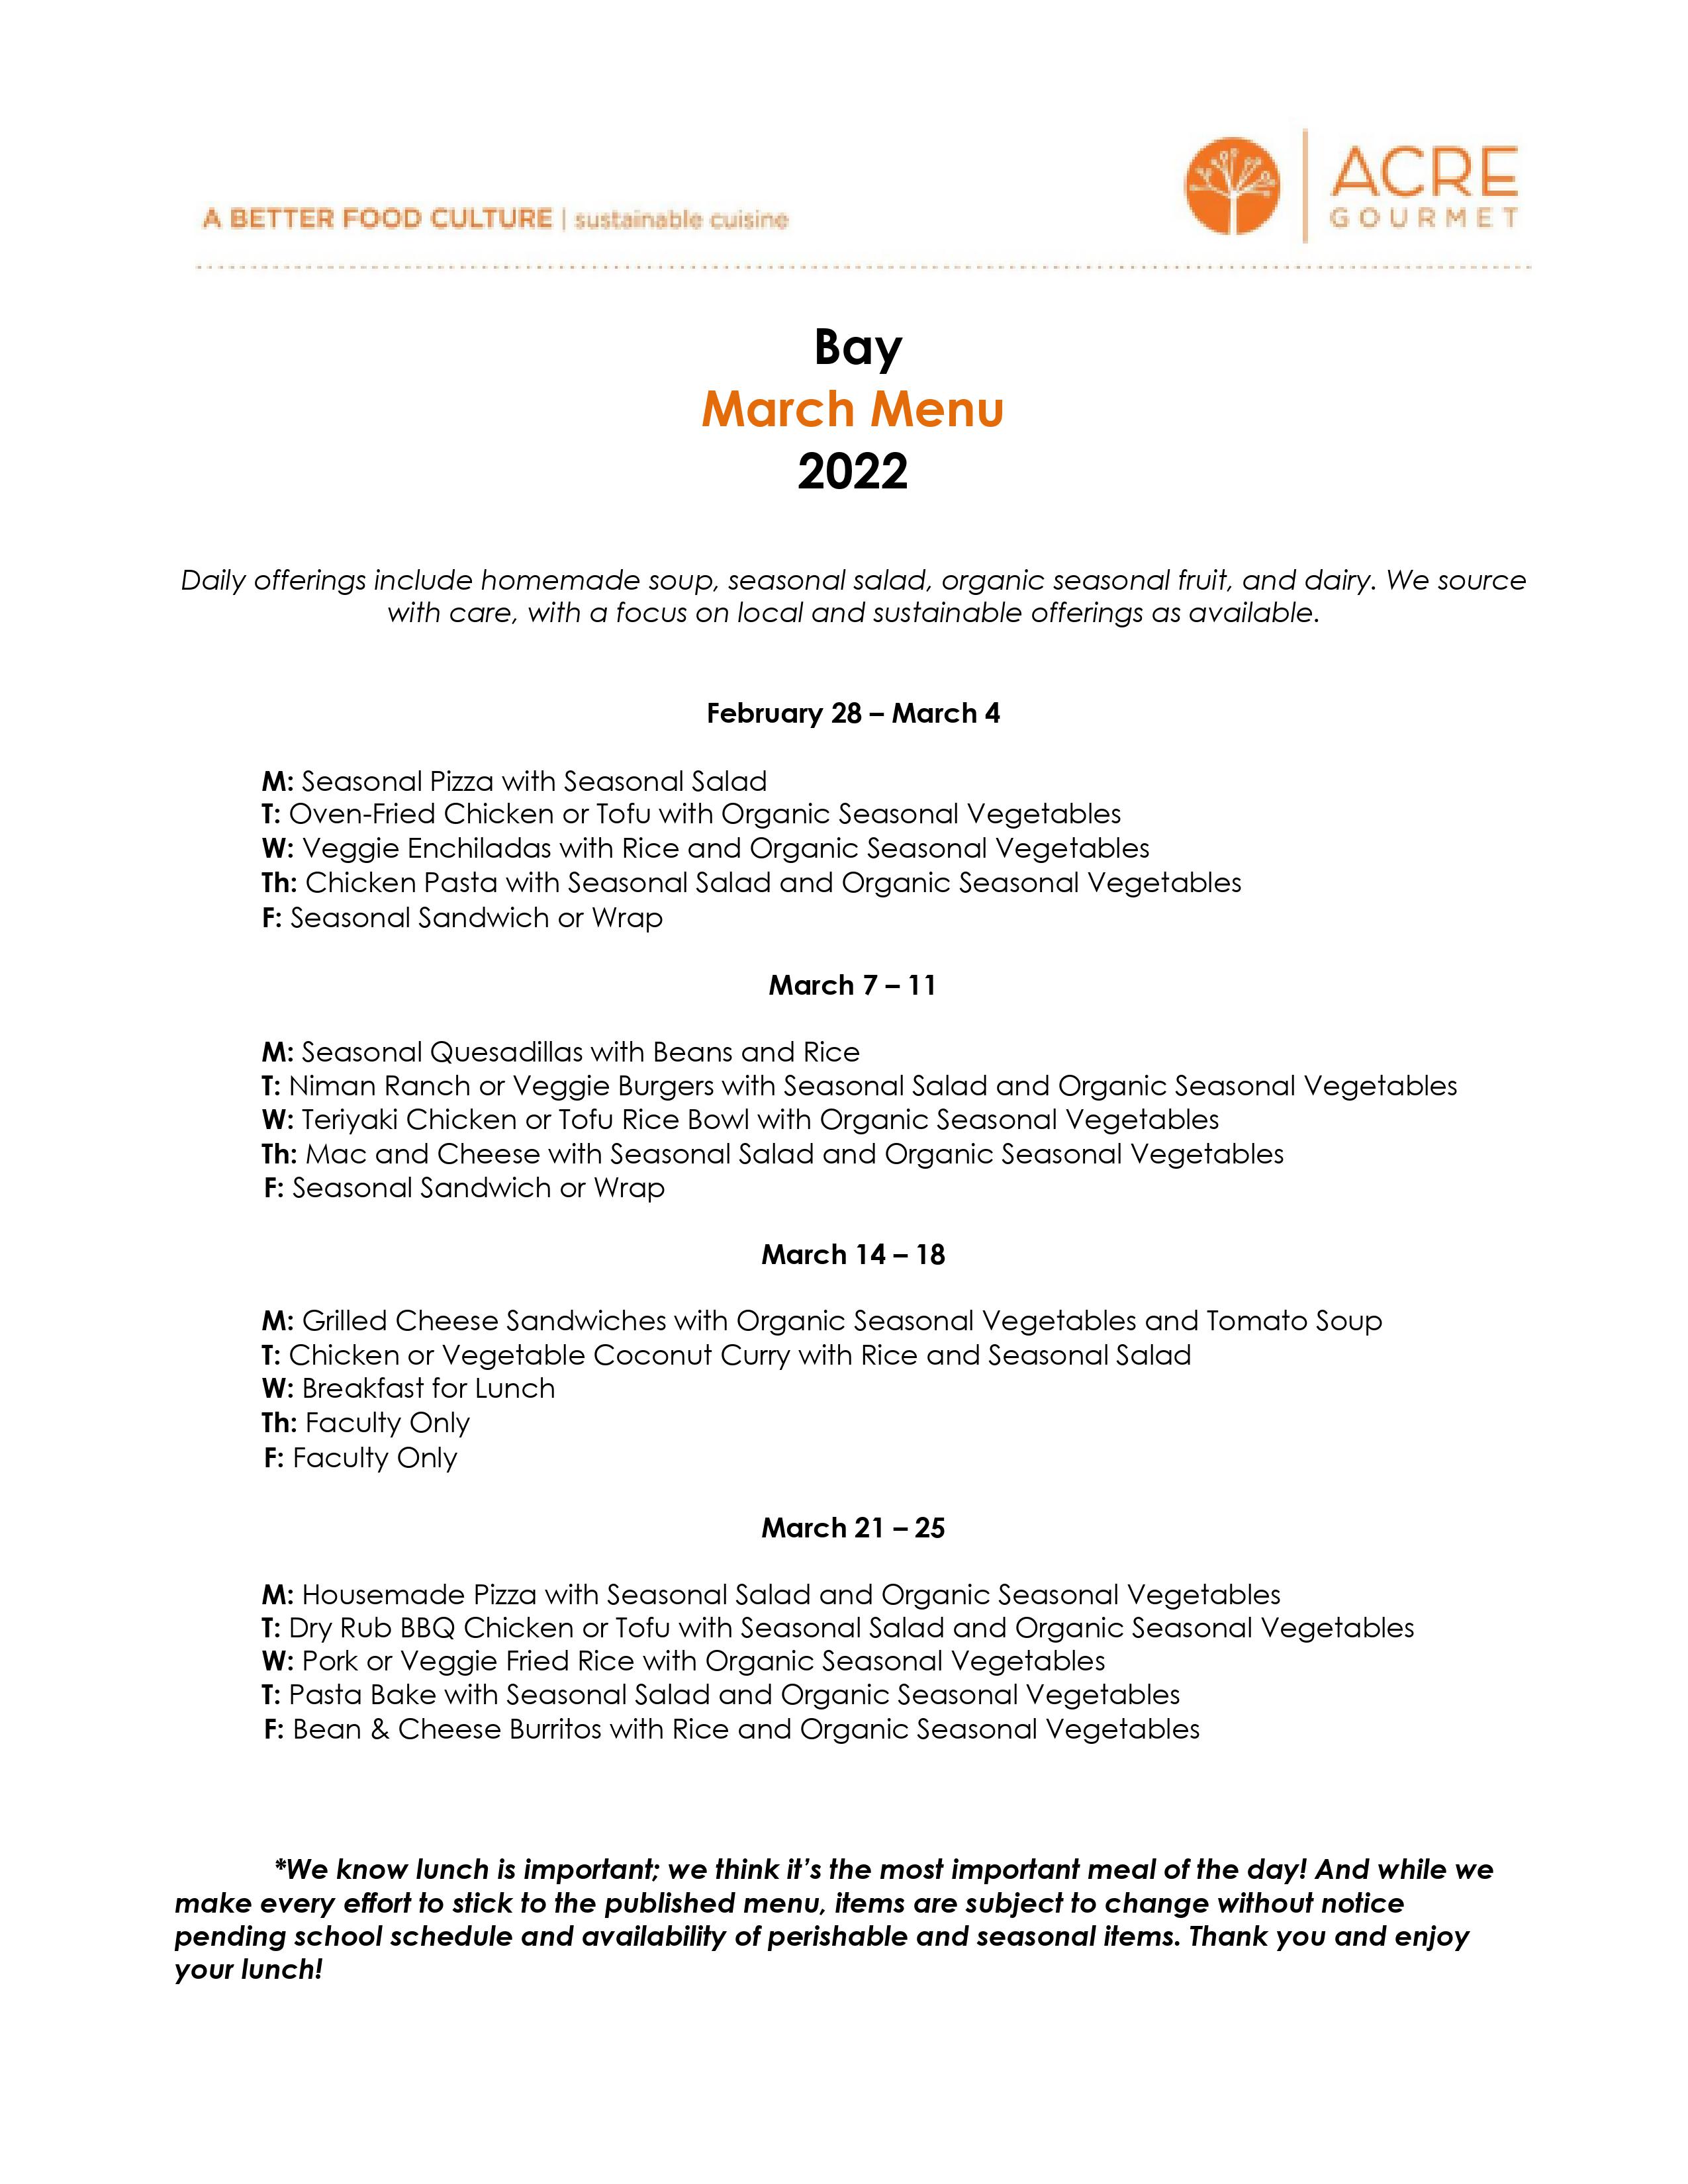 A BETTER FOOD CULTURE | sustainable cuisine
ACRE
GOURMET
Bay
March Menu
2022
Daily offerings include homemade soup, seasonal salad, organic seasonal fruit, and dairy. We source
with care, with a focus on local and sustainable offerings as available.
February 28 – March 4
M: Seasonal Pizza with Seasonal Salad
T: Oven-Fried Chicken or Tofu with Organic Seasonal Vegetables
W: Veggie Enchiladas with Rice and Organic Seasonal Vegetables
Th: Chicken Pasta with Seasonal Salad and Organic Seasonal Vegetables
F: Seasonal Sandwich or Wrap
March 7 – 11
M: Seasonal Quesadillas with Beans and Rice
T: Niman Ranch or Veggie Burgers with Seasonal Salad and Organic Seasonal Vegetables
W: Teriyaki Chicken or Tofu Rice Bowl with Organic Seasonal Vegetables
Th: Mac and Cheese with Seasonal Salad and Organic Seasonal Vegetables
F: Seasonal Sandwich or Wrap
March 14 – 18
M: Grilled Cheese Sandwiches with Organic Seasonal Vegetables and Tomato Soup
T: Chicken or Vegetable Coconut Curry with Rice and Seasonal Salad
W: Breakfast for Lunch
Th: Faculty Only
F: Faculty Only
March 21 – 25
M: Housemade Pizza with Seasonal Salad and Organic Seasonal Vegetables
T: Dry Rub BBQ Chicken or Tofu with Seasonal Salad and Organic Seasonal Vegetables
W: Pork or Veggie Fried Rice with Organic Seasonal Vegetables
T: Pasta Bake with Seasonal Salad and Organic Seasonal Vegetables
F: Bean & Cheese Burritos with Rice and Organic Seasonal Vegetables
*We know lunch is important; we think it’s the most important meal of the day! And while we
make every effort to stick to the published menu, items are subject to change without notice
pending school schedule and availability of perishable and seasonal items. Thank you and enjoy
your lunch!